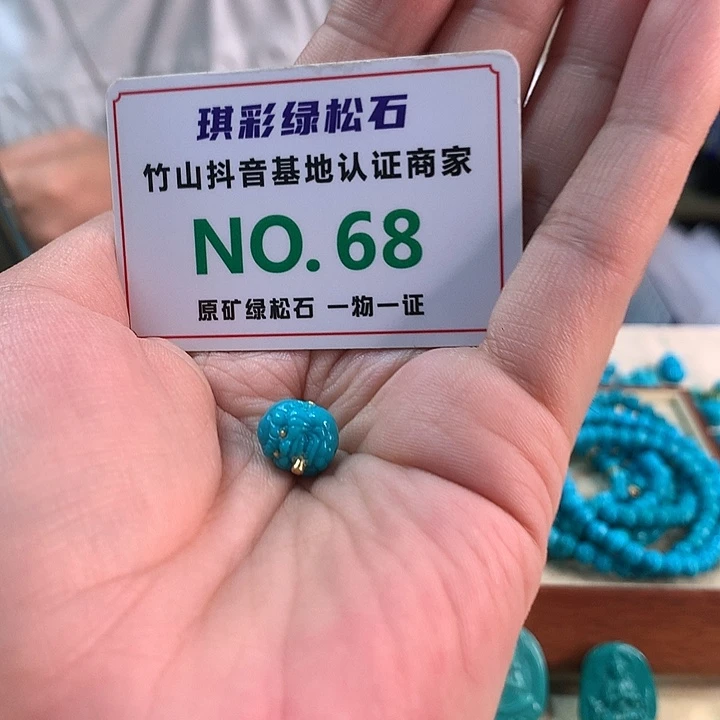 琪彩绿松石
竹山抖音基地认证商家
NO.68
原矿绿松石 一物一证